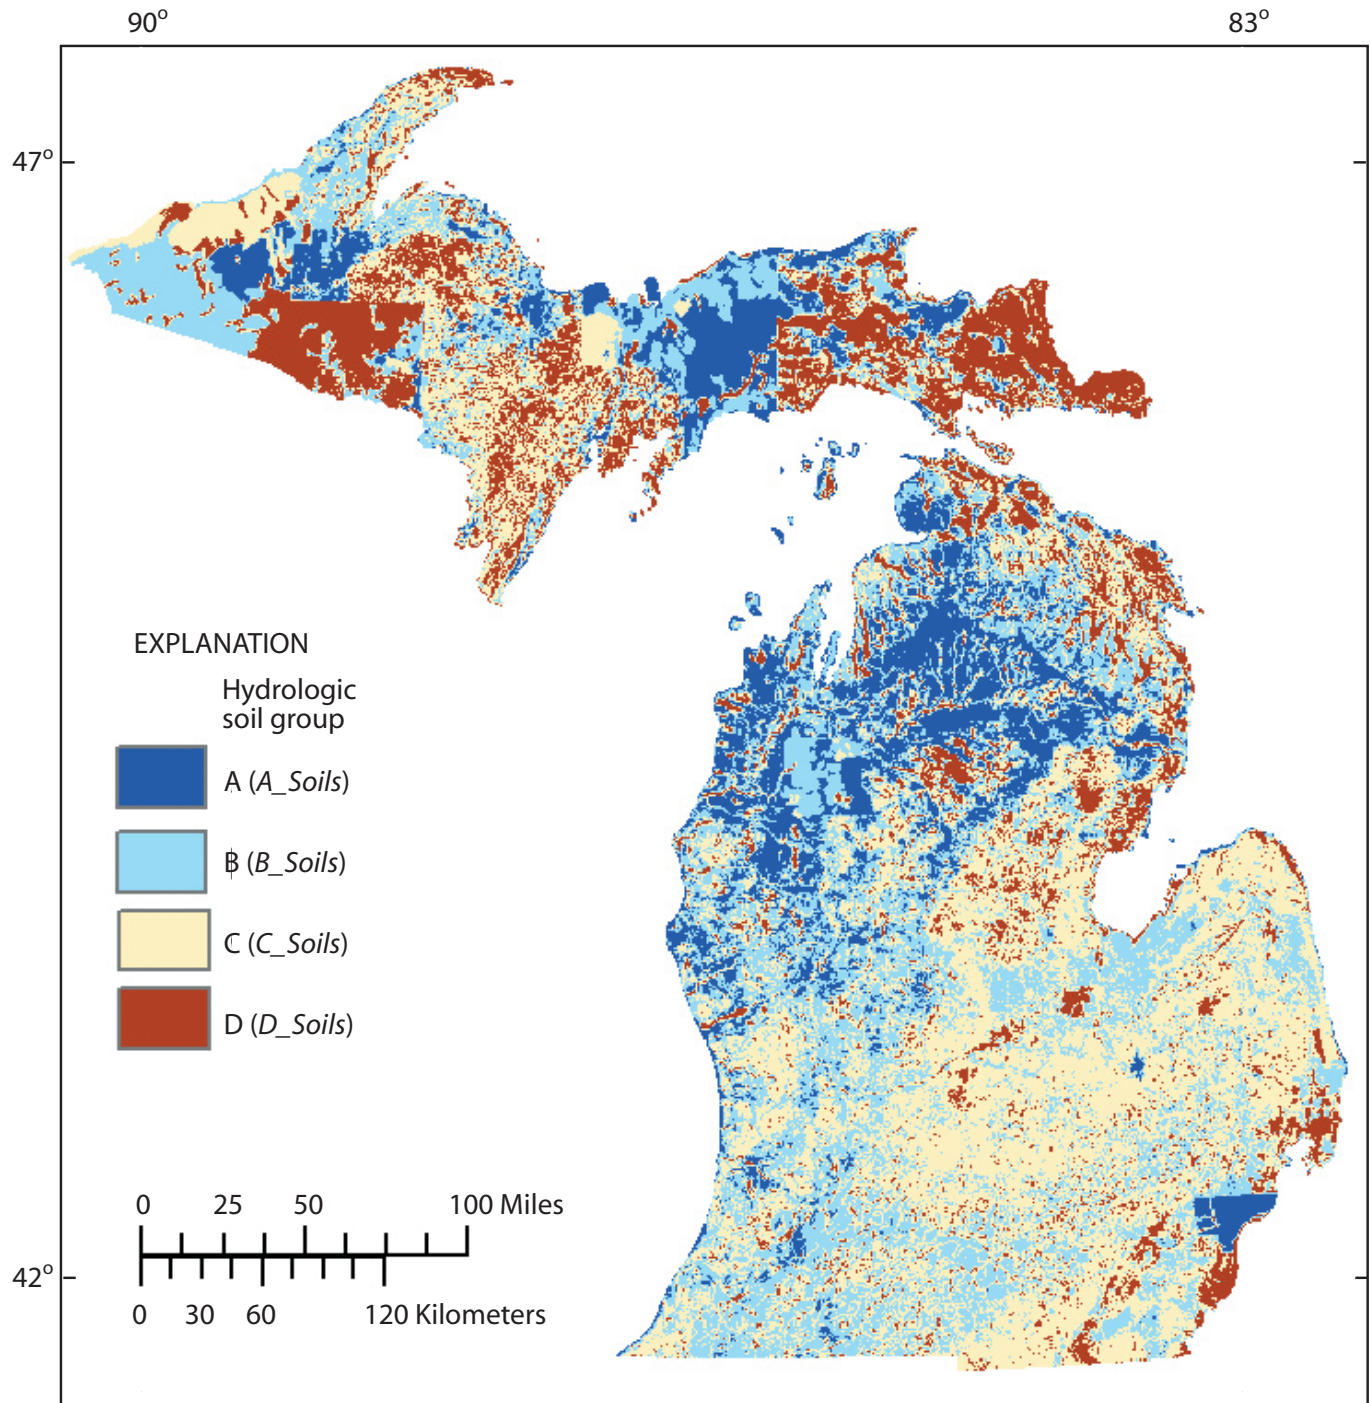 90° 83°
47°
EXPLANATION
Hydrologic
soil group
A (A_Soils)
B (B_Soils)
C (C_Soils)
D (D_Soils)
0 25 50 100 Miles
42°
0 30 60 120 Kilometers